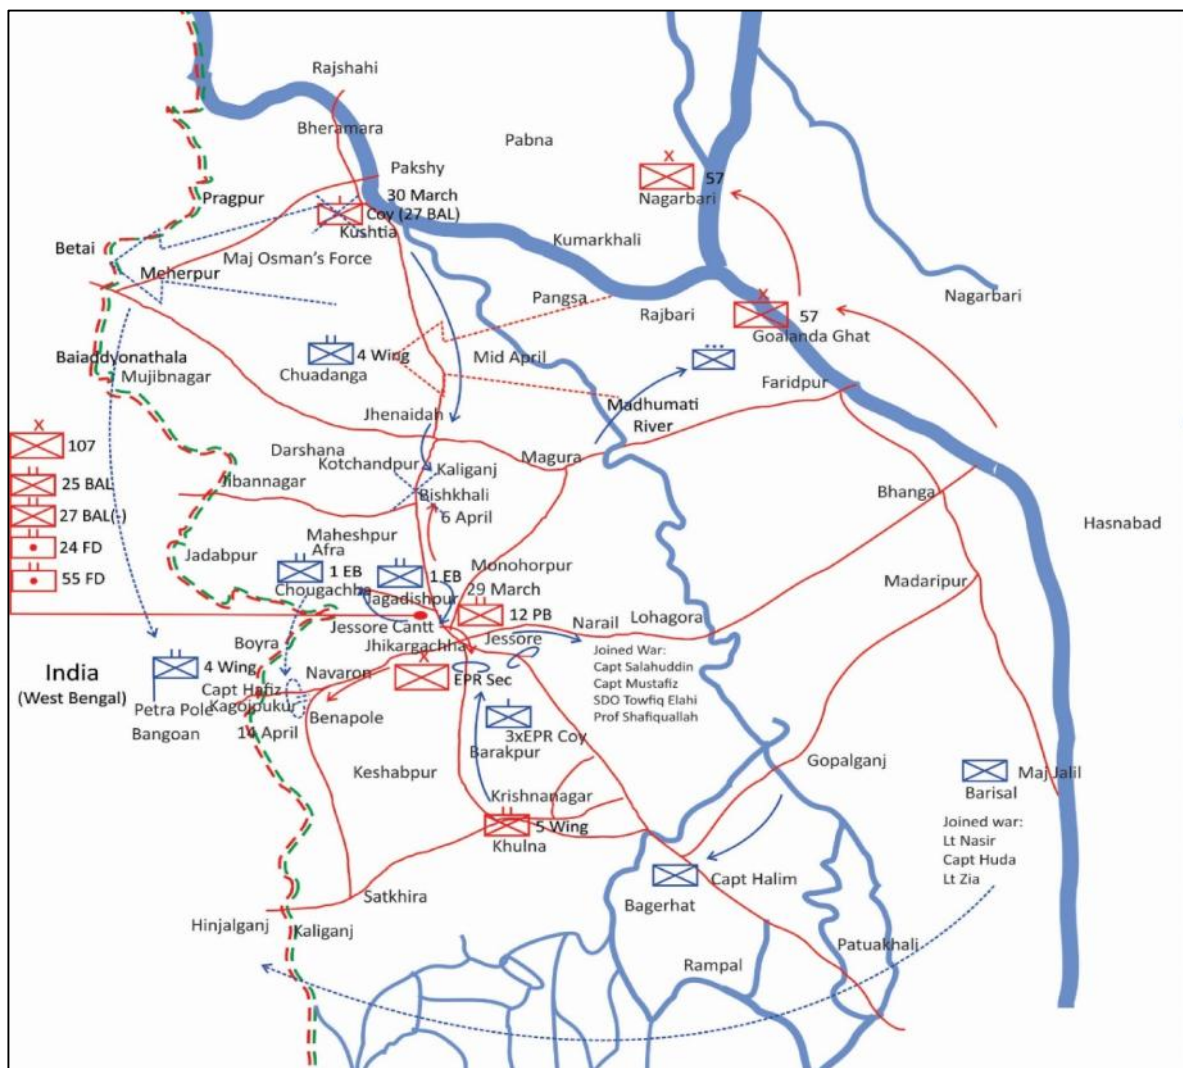 Rajshahi
Bheramara
Pabna
Pakshy
X
57
Nagarbari
Pragpur
30 March
Coy (27 BAL)
Kushtia
Betai
Maj Osman's Force
Kumarkhali
Meherpur
Pangsa
Rajbari
Nagarbari
X
57
Goalanda Ghat
Baiaddyonathala
Mujibnagar
4 Wing
Chuadanga
Mid April
Faridpur
Jhenaidah
Madhumati
River
X
107
25 BAL
27 BAL(-)
24 FD
55 FD
Darshana
Kotchandpur
Kaliganj
Magura
Jibannagar
Bishkhali
6 April
Bhanga
Hasnabad
Maheshpur
Afra
Jadabpur
1 EB
Chougachha
1 EB
Jagadishpur
Monohorpur
29 March
12 PB
Madaripur
Jessore Cantt
Jhikargachha
Jessore
Narail
Lohagora
Boyra
India
(West Bengal)
4 Wing
Capt Hafiz
Petra Pole
Kagojpukur
Bangoan
14 April
Navaron
Benapole
X
EPR Sec
Joined War:
Capt Salahuddin
Capt Mustafiz
SDO Towfiq Elahi
Prof Shafiquallah
3xEPR Coy
Barakpur
Keshabpur
Gopalganj
Krishnanagar
5 Wing
Khulna
Maj Jalil
Barisal
Joined war:
Lt Nasir
Capt Huda
Lt Zia
Satkhira
Capt Halim
Bagerhat
Hinjalganj
Kaliganj
Rampal
Patuakhali